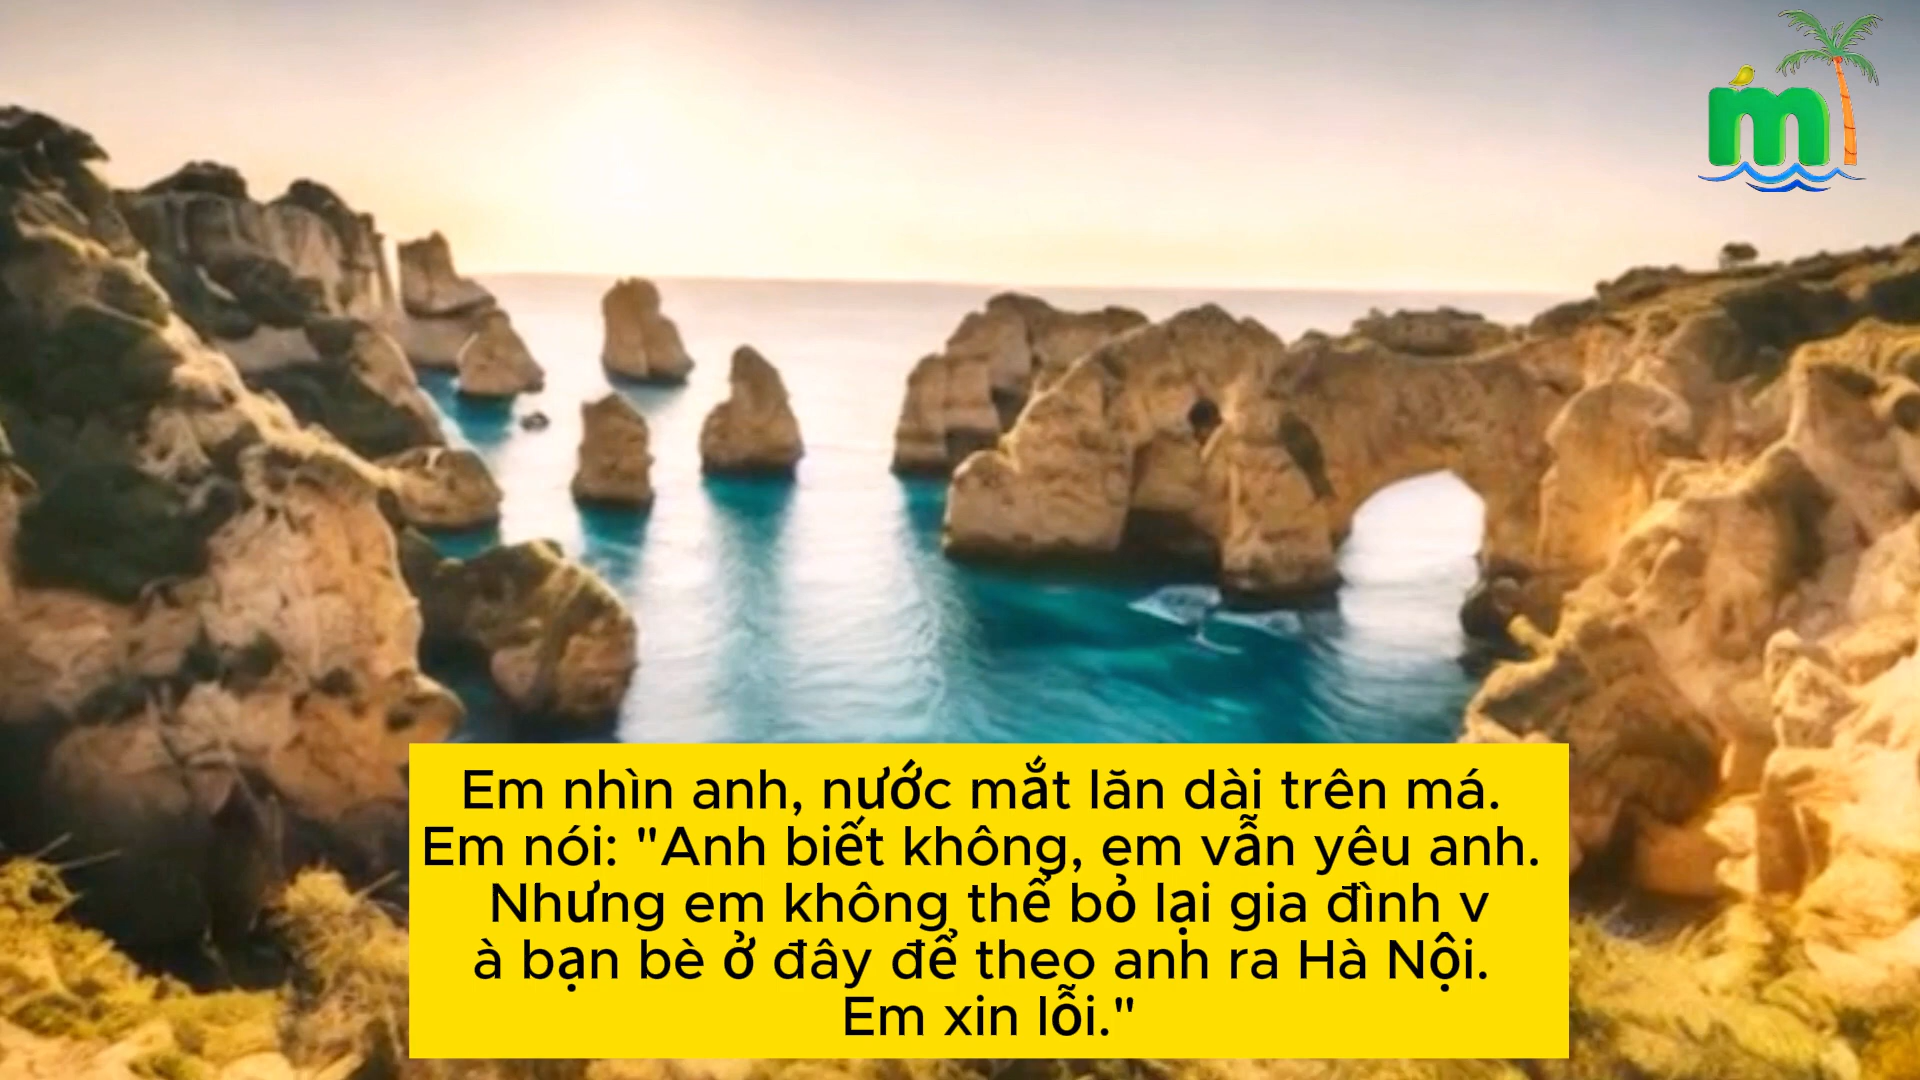 m
Em nhìn anh, nước mắt lăn dài trên má.
Em nói: "Anh biết không, em vẫn yêu anh.
Nhưng em không thể bỏ lại gia đình v
à bạn bè ở đây để theo anh ra Hà Nội.
Em xin lỗi."